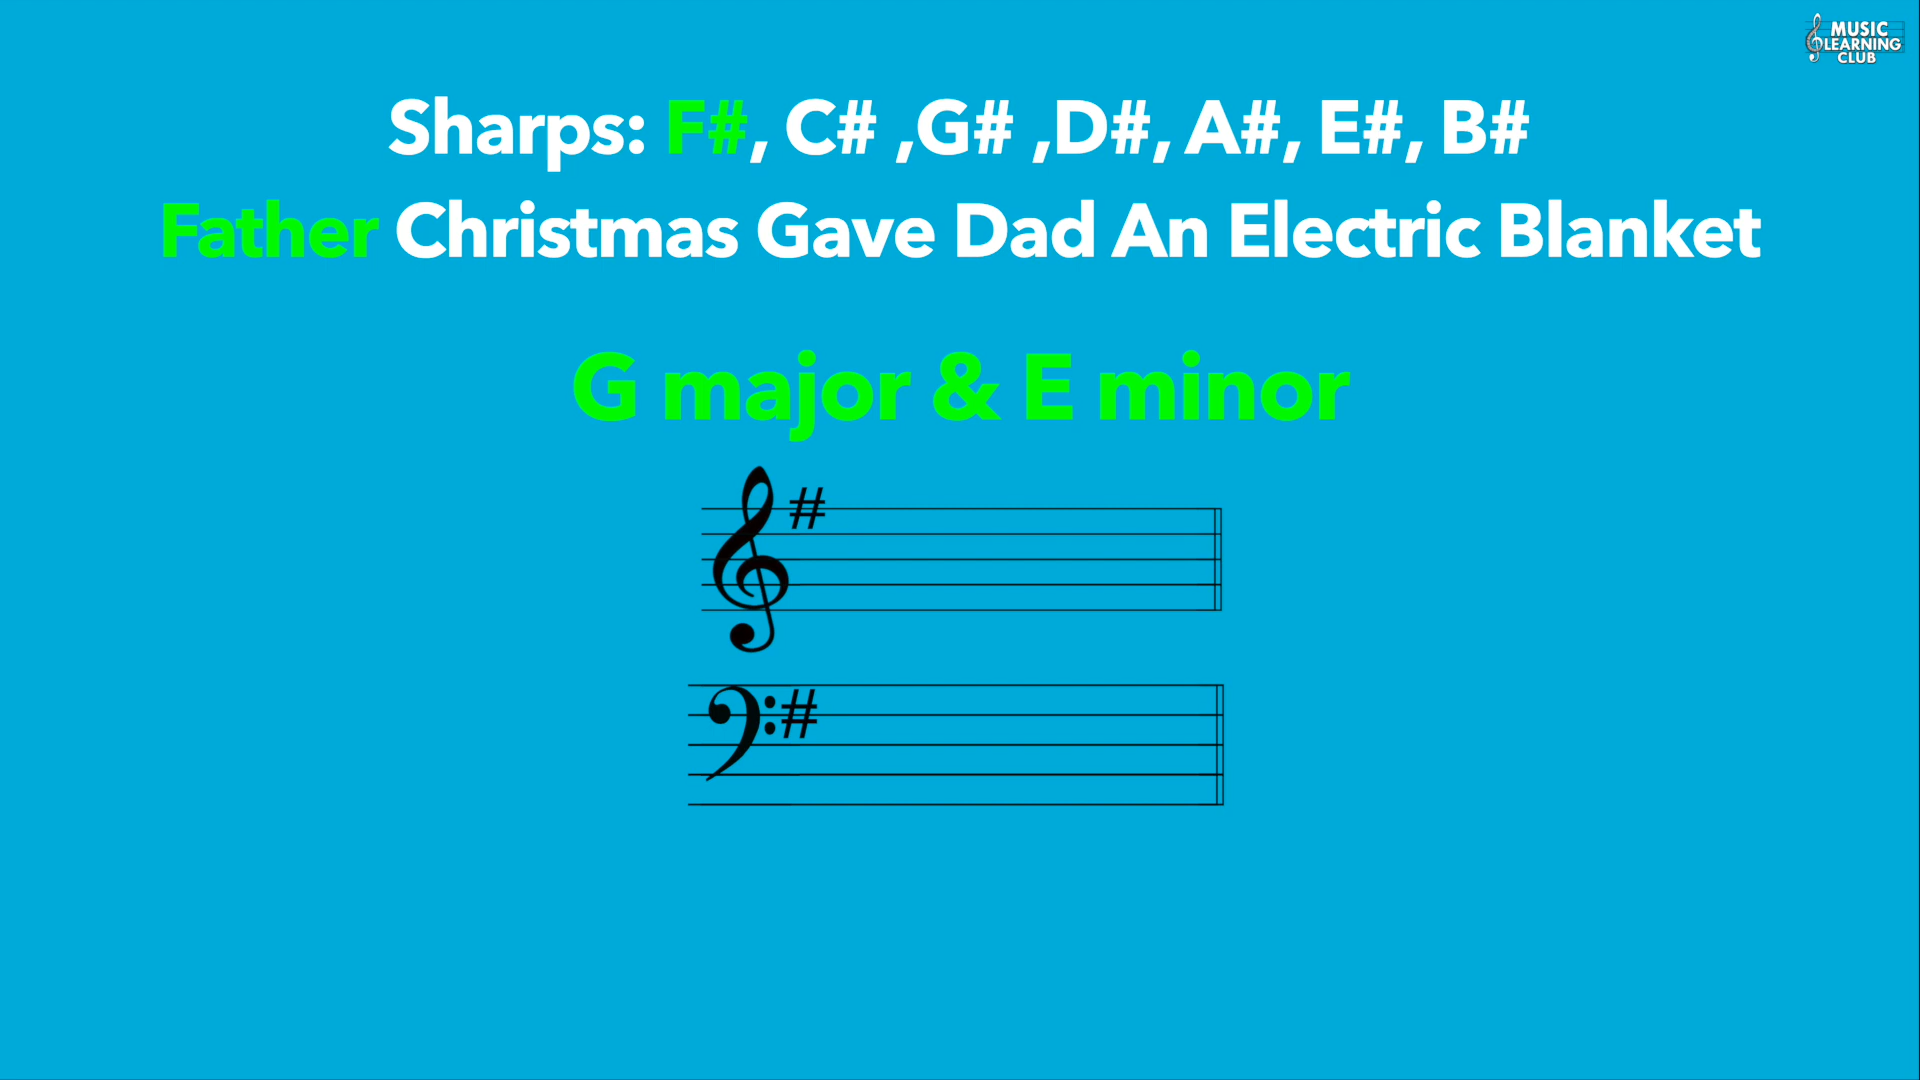 MUSIC
LEARNING
CLUB
Sharps: F#, C# ,G# ,D#, A#, E#, B#
Father Christmas Gave Dad An Electric Blanket
G major & E minor
#
#